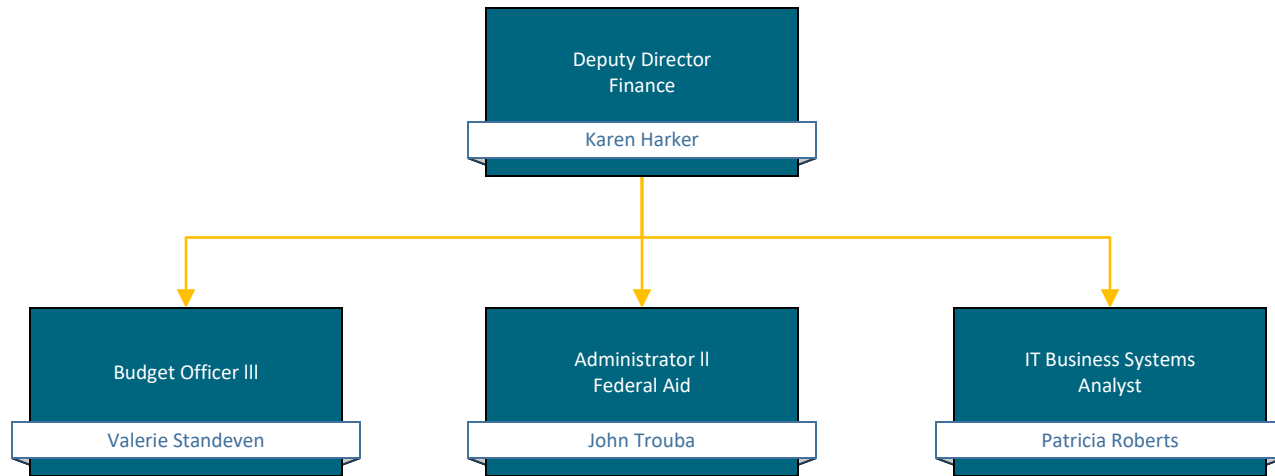 Deputy Director
Finance
Karen Harker
Budget Officer lll
Valerie Standeven
Administrator ll
Federal Aid
John Trouba
IT Business Systems
Analyst
Patricia Roberts